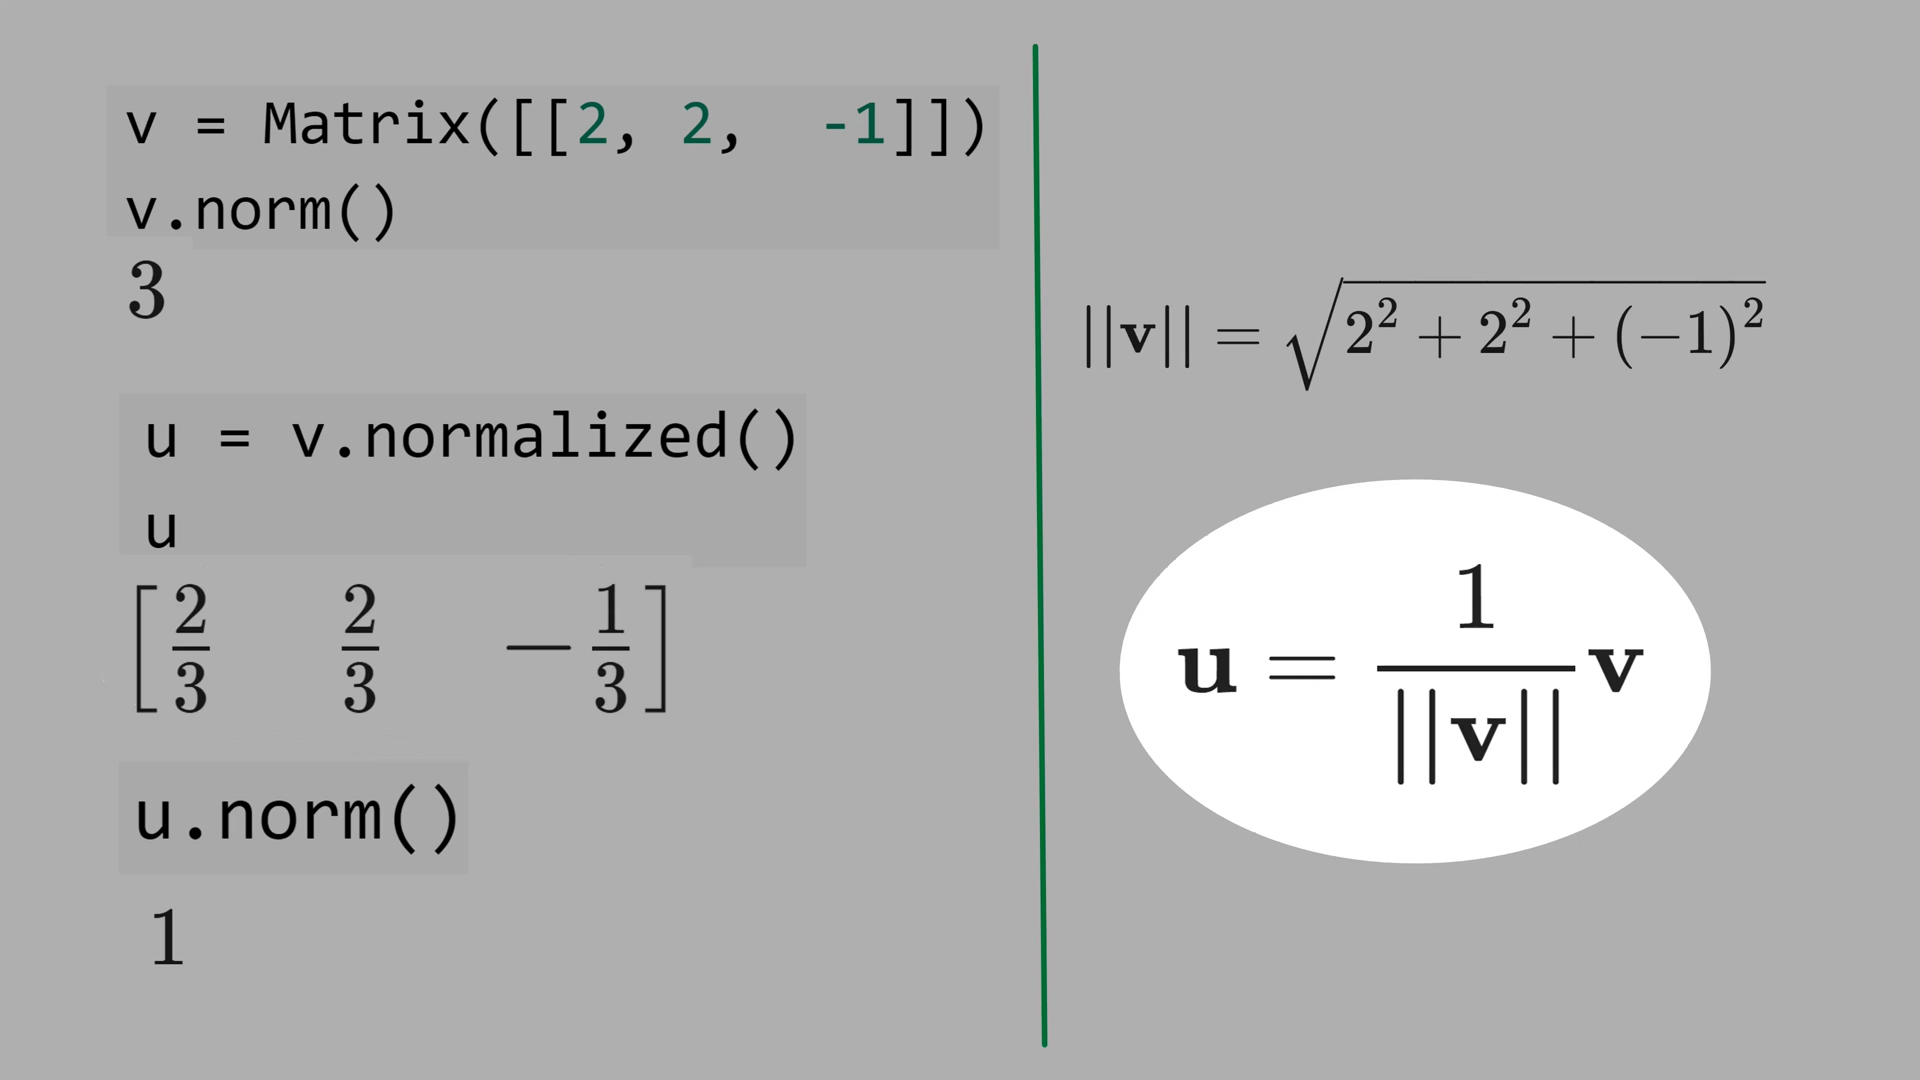 v = Matrix([[2, 2,  -1]])
v.norm()
3
u = v.normalized()
u
[2/3 2/3 −1/3]
u.norm()
1
||v|| = √(2² + 2² + (−1)²)
u = 1/||v|| v